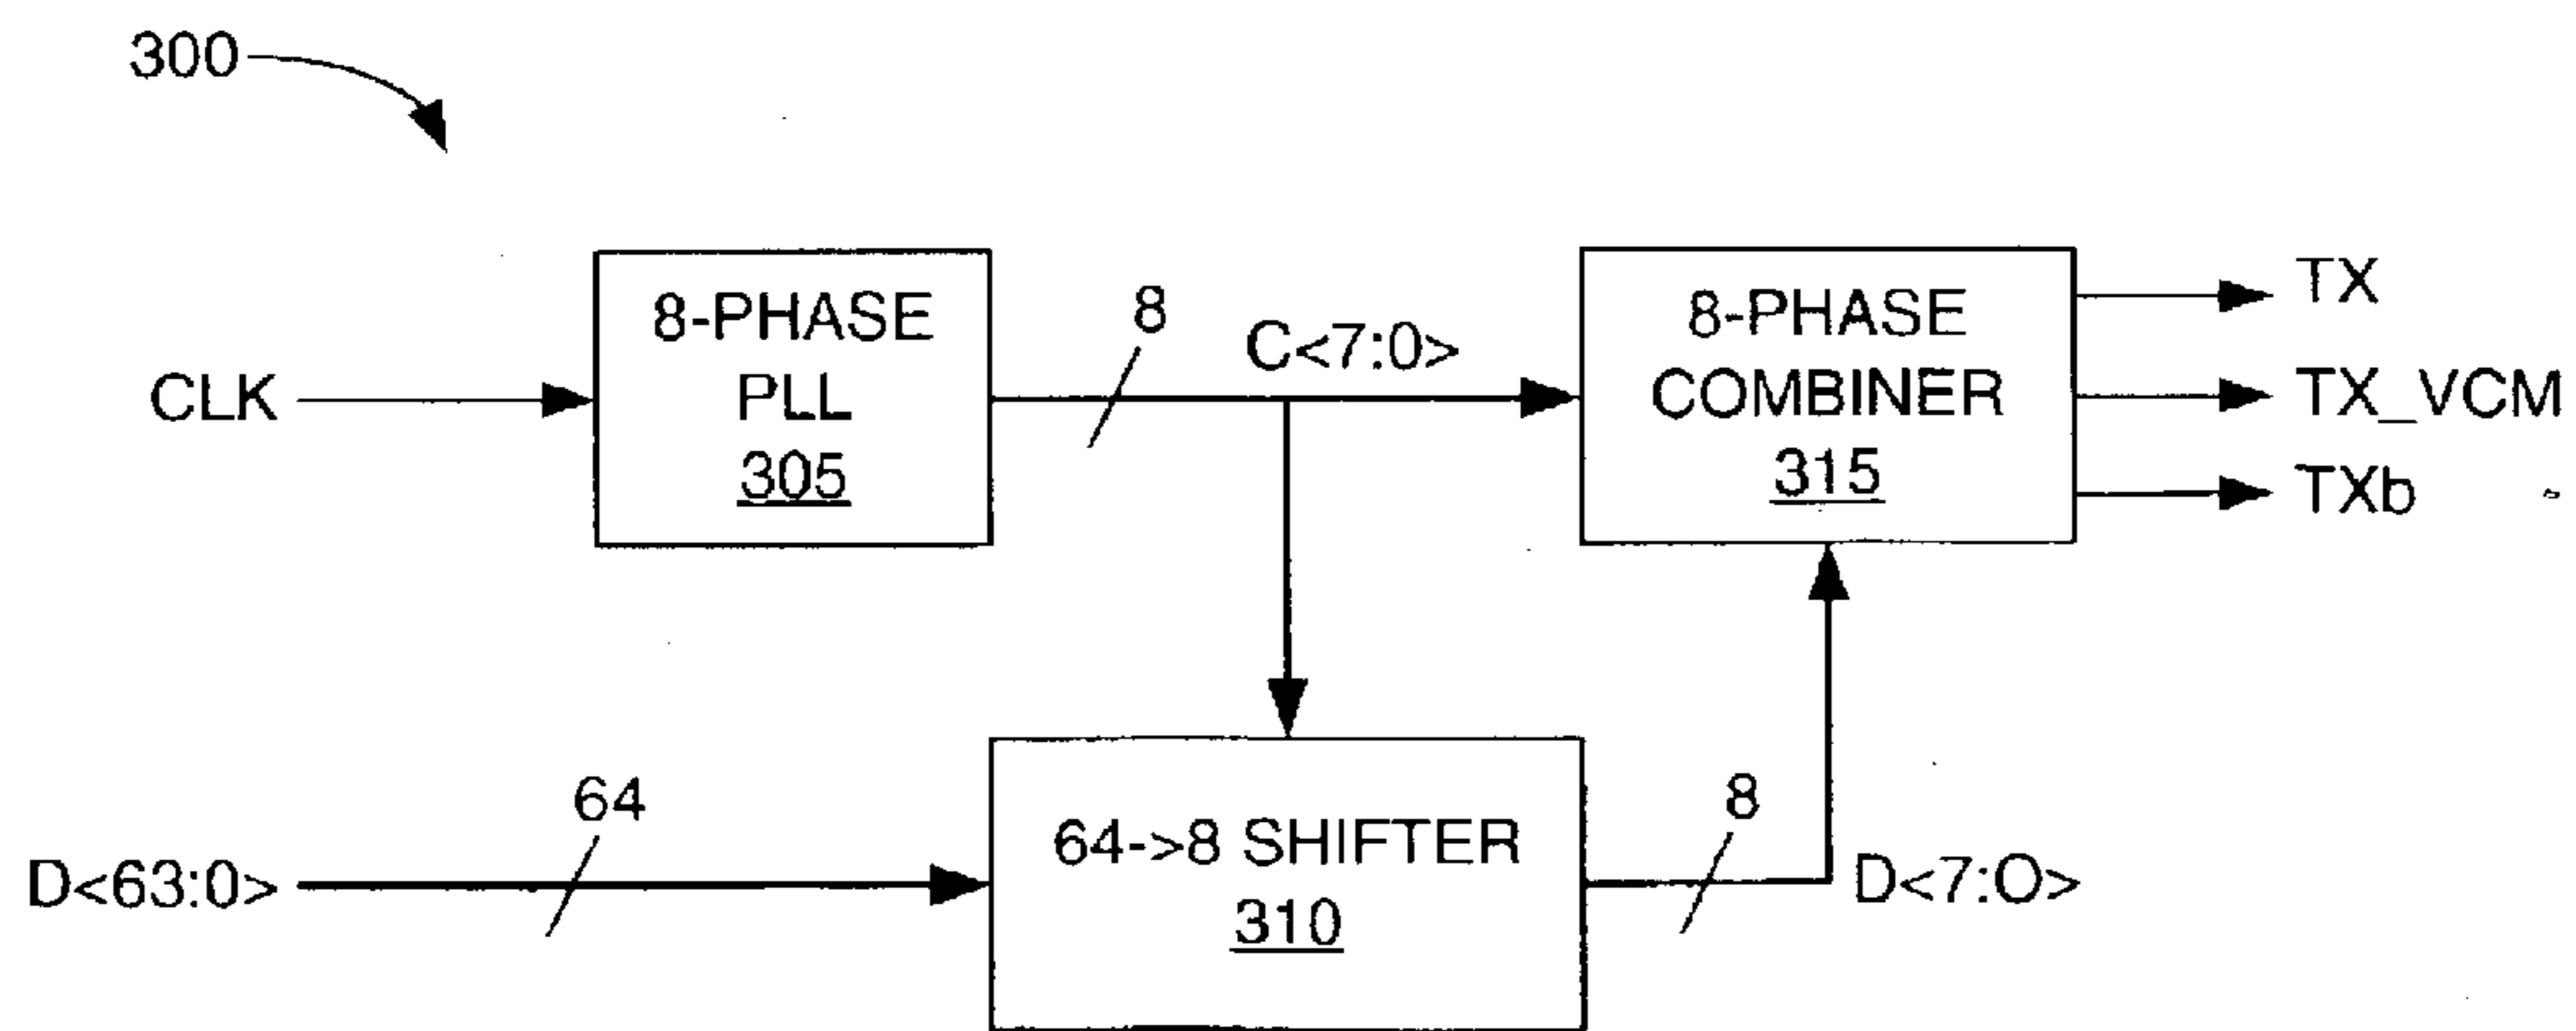 300
CLK
8-PHASE
PLL
305
8
C<7:0>
8-PHASE
COMBINER
315
TX
TX_VCM
TXb
D<63:0>
64
64->8 SHIFTER
310
8
D<7:O>